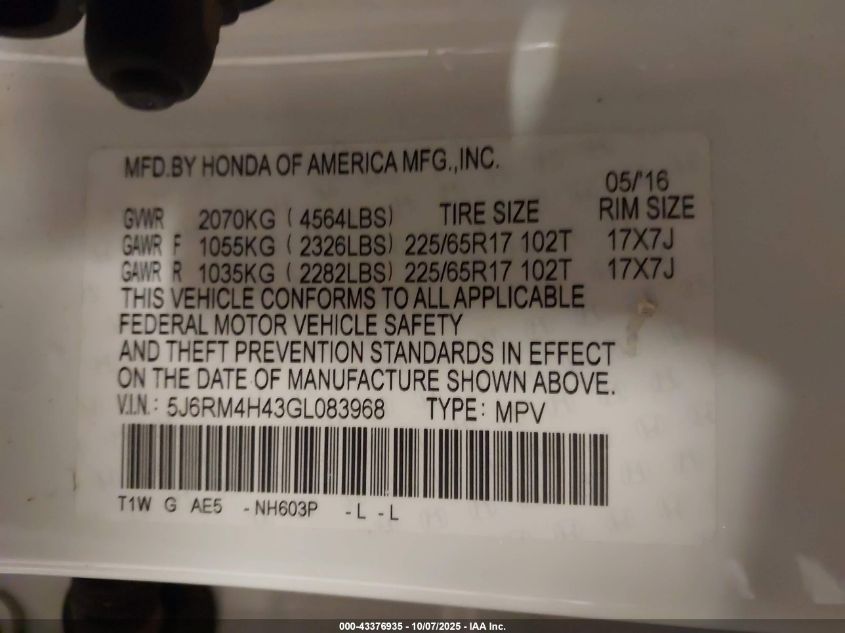 MFD.BY HONDA OF AMERICA MFG.,INC.
05/'16
GVWR 2070KG ( 4564LBS) TIRE SIZE RIM SIZE
GAWR F 1055KG ( 2326LBS) 225/65R17 102T 17X7J
GAWR R 1035KG ( 2282LBS) 225/65R17 102T 17X7J
THIS VEHICLE CONFORMS TO ALL APPLICABLE
FEDERAL MOTOR VEHICLE SAFETY
AND THEFT PREVENTION STANDARDS IN EFFECT
ON THE DATE OF MANUFACTURE SHOWN ABOVE.
V.I.N.: 5J6RM4H43GL083968 TYPE: MPV
T1W G AE5 -NH603P -L -L
000-43376935 - 10/07/2025 - IAA Inc.